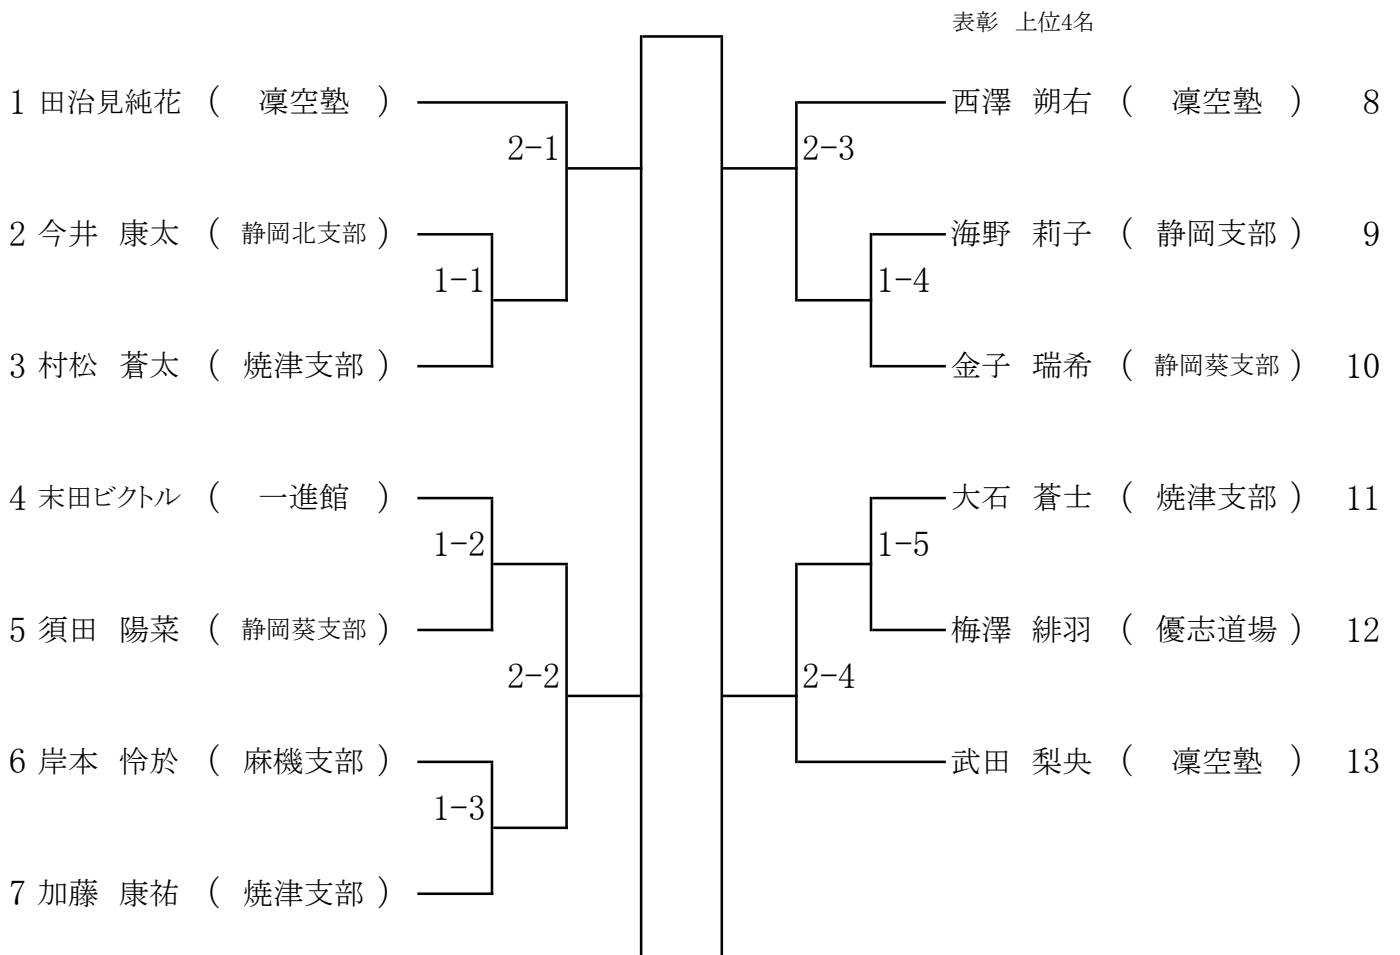 表彰 上位4名
1 田治見純花 ( 凜空塾 )
2-1
2 今井 康太 ( 静岡北支部 )
1-1
3 村松 蒼太 ( 焼津支部 )
4 末田ビクトル ( 一進館 )
1-2
5 須田 陽菜 ( 静岡葵支部 )
2-2
6 岸本 怜於 ( 麻機支部 )
1-3
7 加藤 康祐 ( 焼津支部 )
西澤 朔右 ( 凜空塾 ) 8
2-3
海野 莉子 ( 静岡支部 ) 9
1-4
金子 瑞希 ( 静岡葵支部 ) 10
大石 蒼士 ( 焼津支部 ) 11
1-5
梅澤 緋羽 ( 優志道場 ) 12
2-4
武田 梨央 ( 凜空塾 ) 13